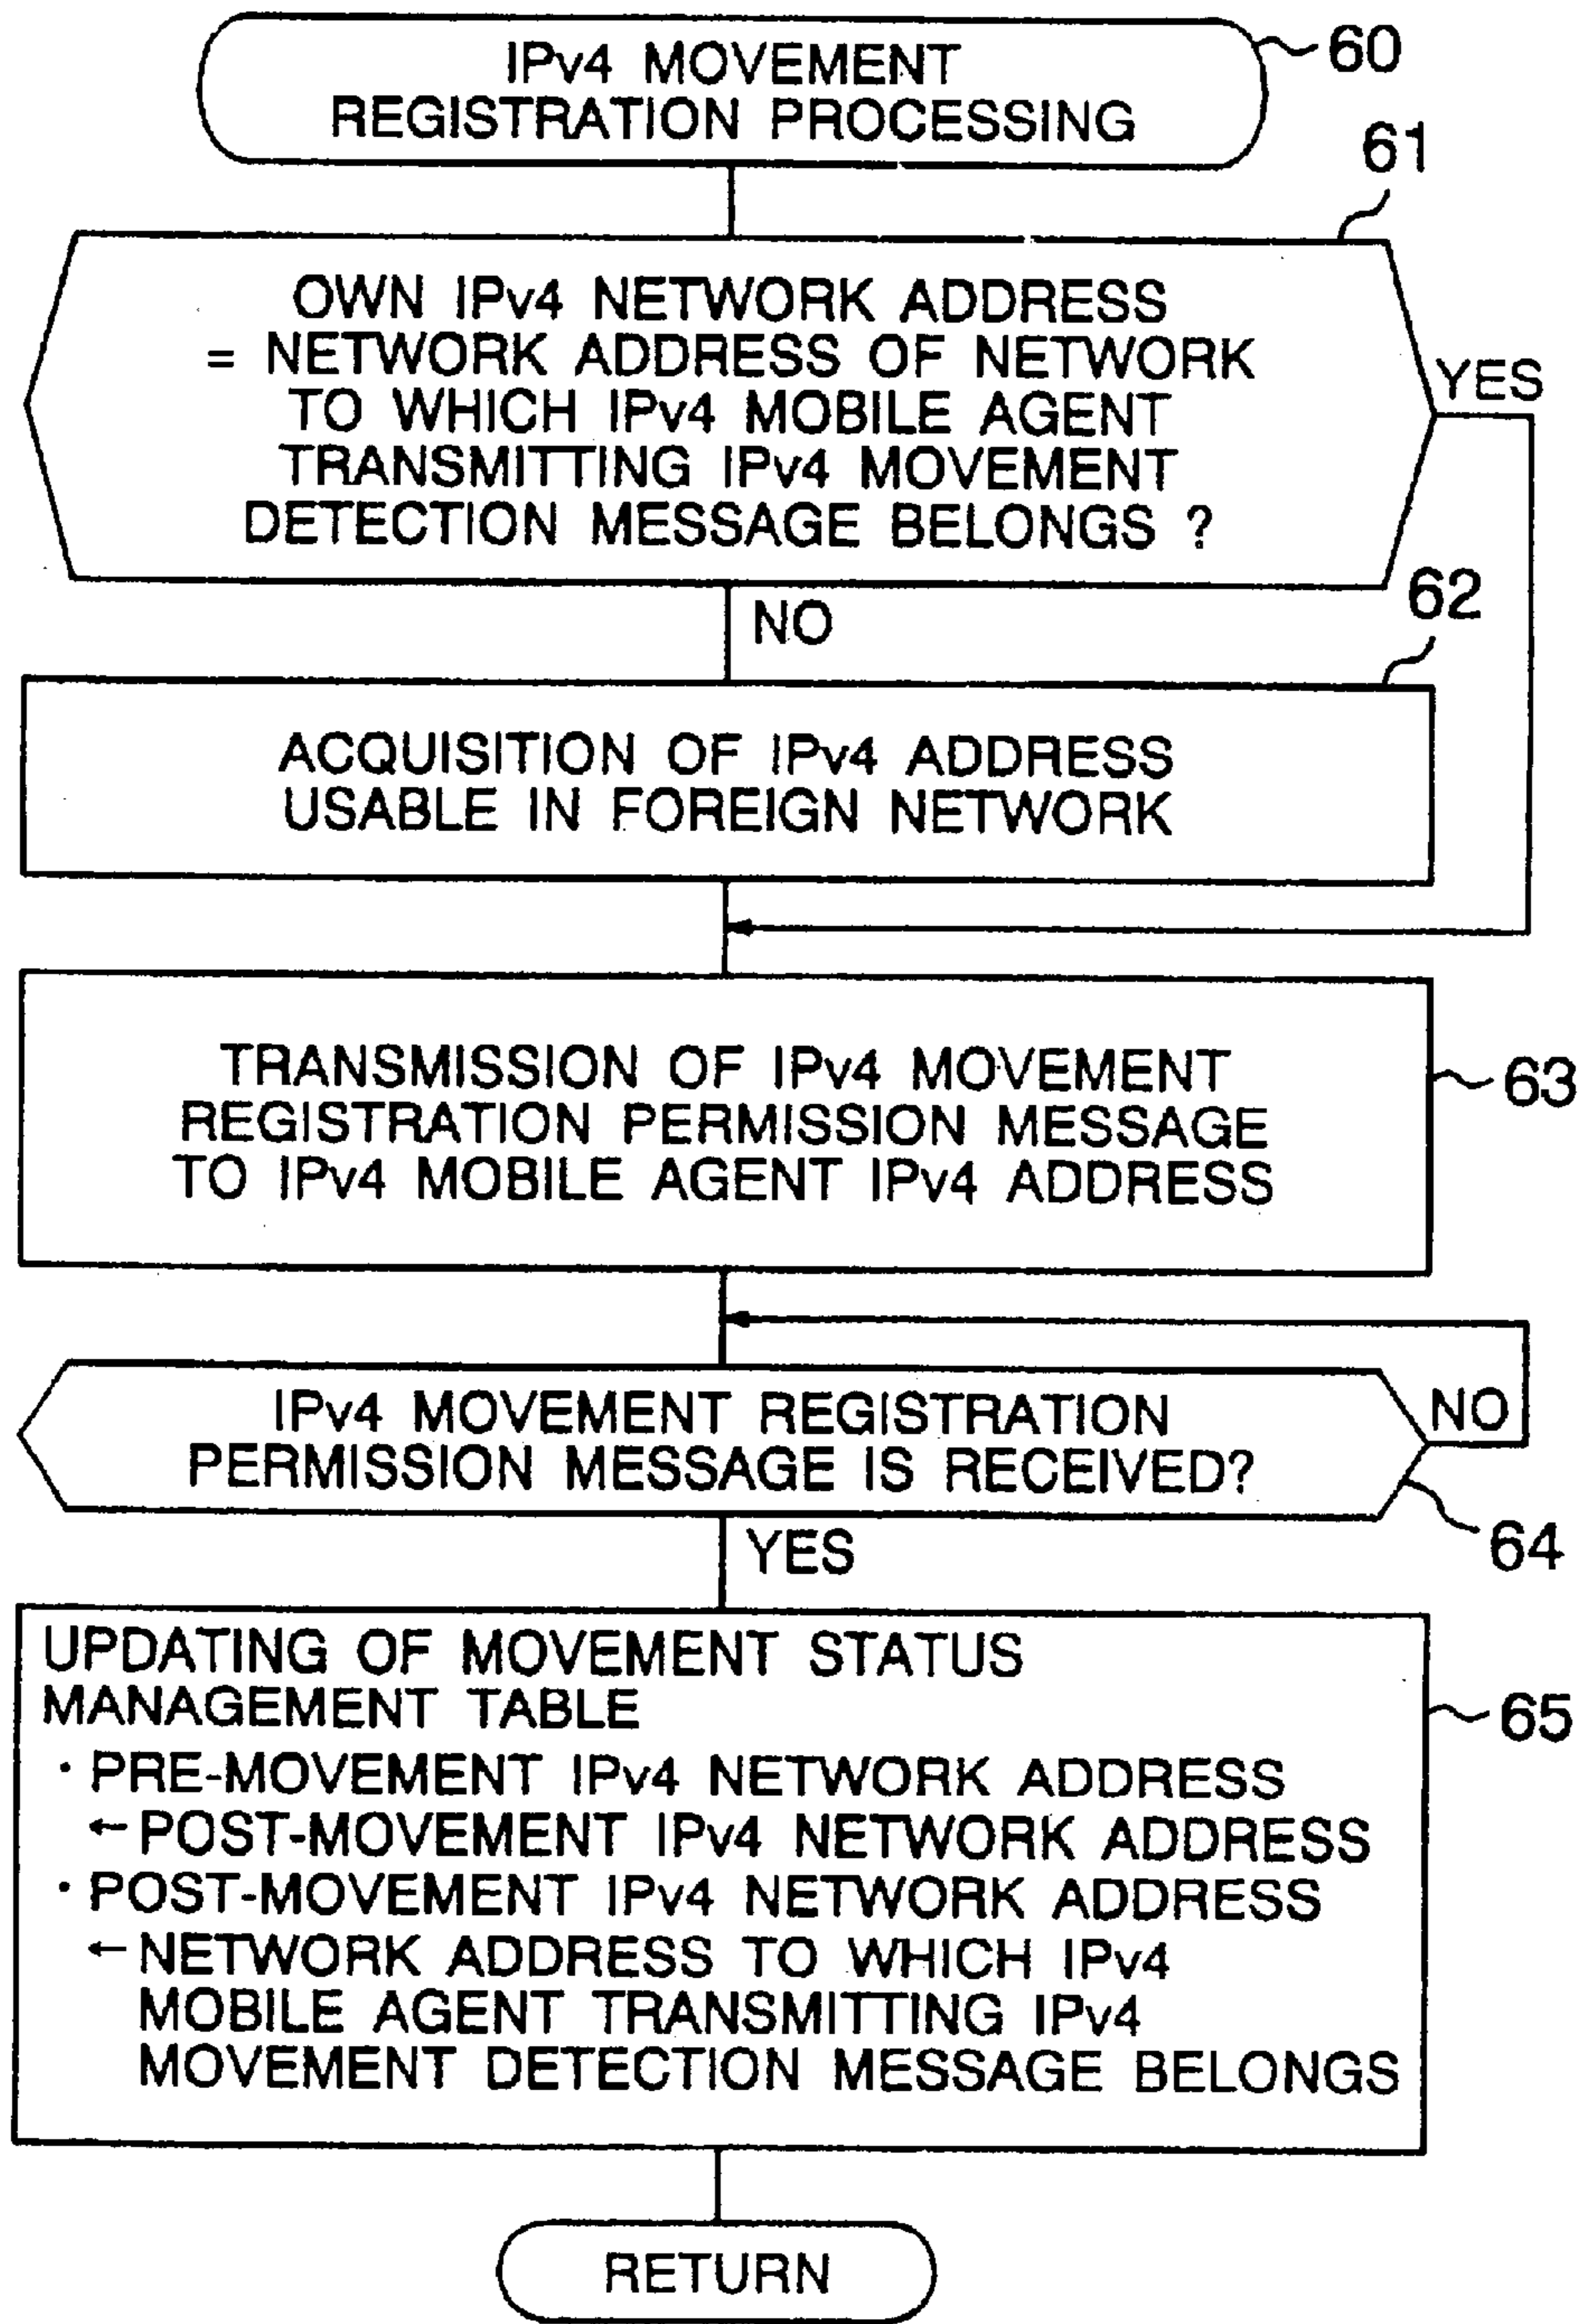 IPv4 MOVEMENT
REGISTRATION PROCESSING
60
61
OWN IPv4 NETWORK ADDRESS
= NETWORK ADDRESS OF NETWORK
TO WHICH IPv4 MOBILE AGENT
TRANSMITTING IPv4 MOVEMENT
DETECTION MESSAGE BELONGS ?
YES
NO
62
ACQUISITION OF IPv4 ADDRESS
USABLE IN FOREIGN NETWORK
TRANSMISSION OF IPv4 MOVEMENT
REGISTRATION PERMISSION MESSAGE
TO IPv4 MOBILE AGENT IPv4 ADDRESS
63
IPv4 MOVEMENT REGISTRATION
PERMISSION MESSAGE IS RECEIVED?
NO
64
YES
UPDATING OF MOVEMENT STATUS
MANAGEMENT TABLE
· PRE-MOVEMENT IPv4 NETWORK ADDRESS
← POST-MOVEMENT IPv4 NETWORK ADDRESS
· POST-MOVEMENT IPv4 NETWORK ADDRESS
← NETWORK ADDRESS TO WHICH IPv4
MOBILE AGENT TRANSMITTING IPv4
MOVEMENT DETECTION MESSAGE BELONGS
65
RETURN